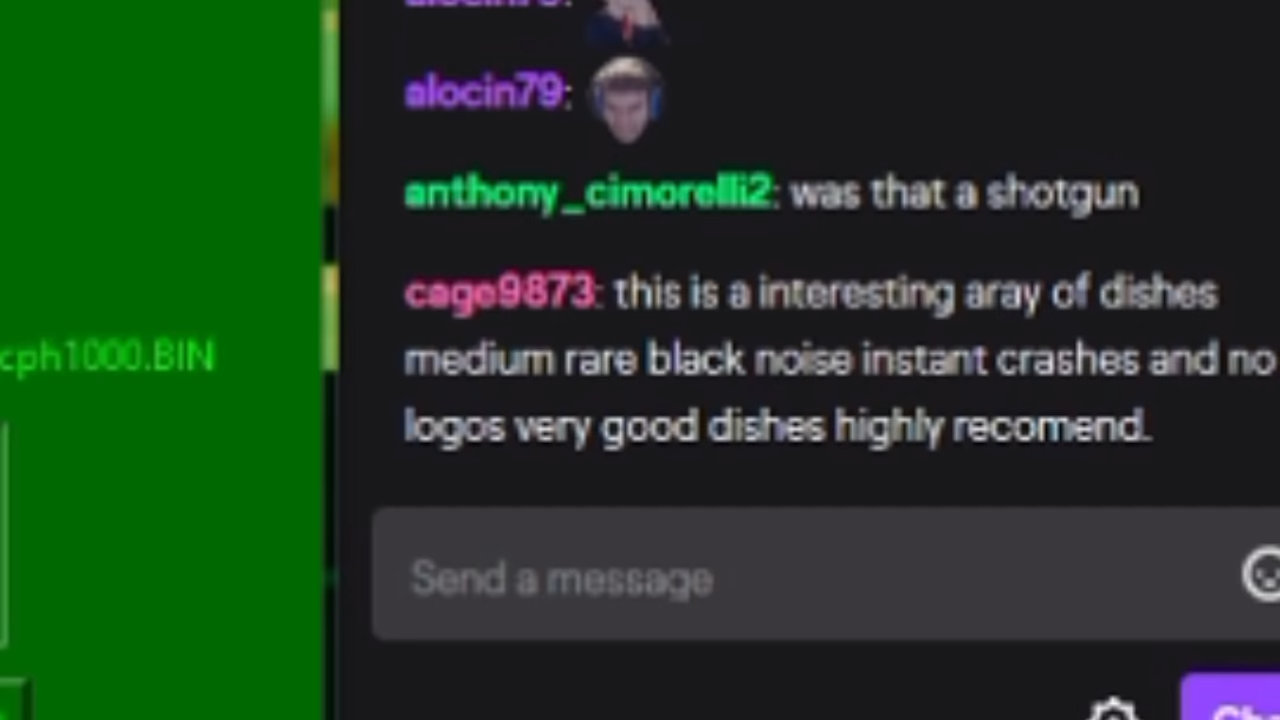 alocin79:
alocin79:
anthony_cimorelli2: was that a shotgun
cage9873: this is a interesting aray of dishes
medium rare black noise instant crashes and no
logos very good dishes highly recomend.
cph1000.BIN
Send a message